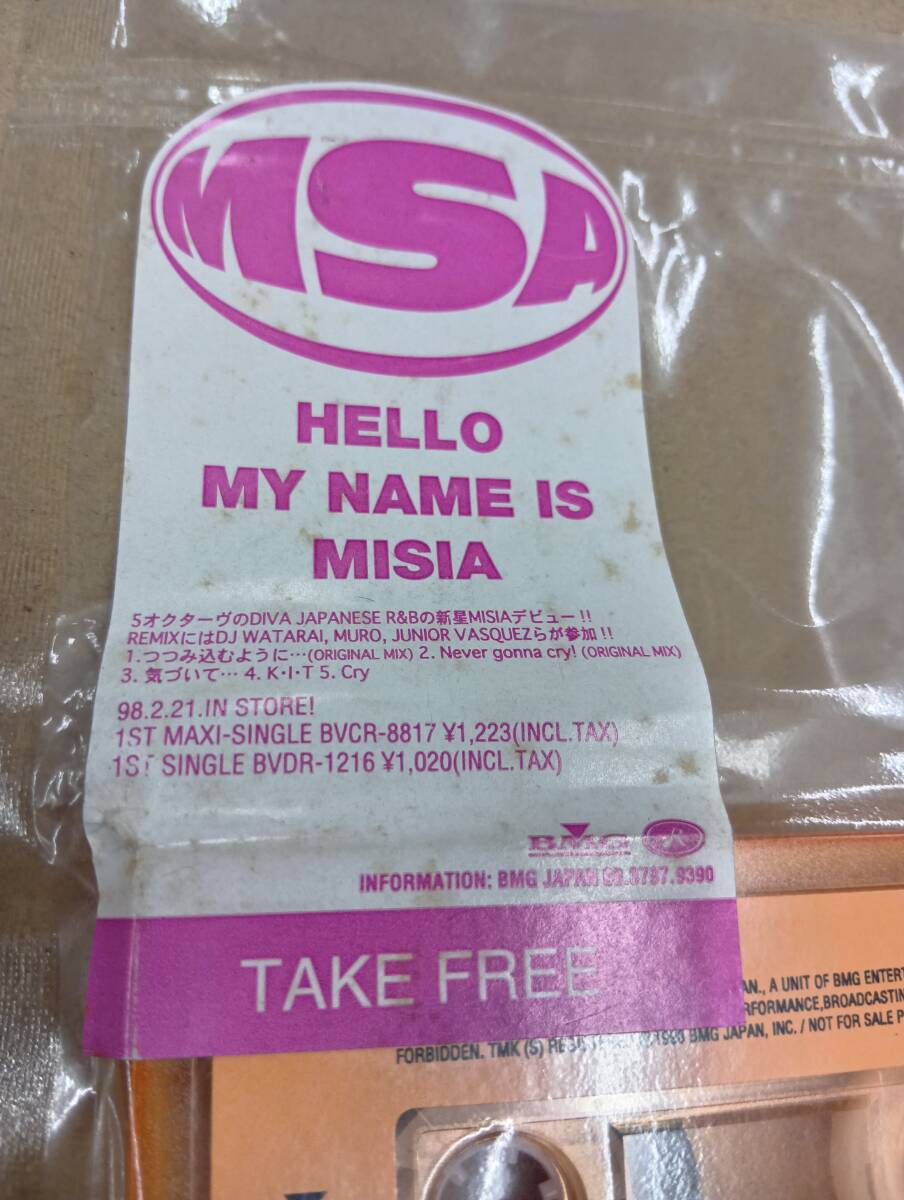 MSA
HELLO
MY NAME IS
MISIA
5オクターヴのDIVA JAPANESE R&Bの新星MISIAデビュー!!
REMIXにはDJ WATARAI, MURO, JUNIOR VASQUEZらが参加!!
1.つつみ込むように…(ORIGINAL MIX) 2. Never gonna cry! (ORIGINAL MIX)
3. 気づいて… 4. K・I・T 5. Cry
98.2.21.IN STORE!
1ST MAXI-SINGLE BVCR-8817 ¥1,223(INCL.TAX)
1ST SINGLE BVDR-1216 ¥1,020(INCL.TAX)
BMG
INFORMATION: BMG JAPAN
TAKE FREE
A UNIT OF BMG
BROADCASTIN
BMG JAPAN, INC. / NOT FOR SALE
FORBIDDEN. TMK (S)